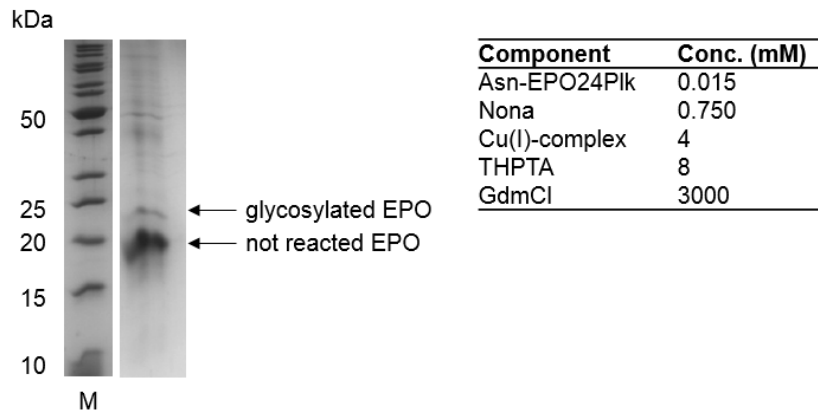 kDa
50
25
20
15
10
M
glycosylated EPO
not reacted EPO
Component Conc. (mM)
Asn-EPO24Plk 0.015
Nona 0.750
Cu(I)-complex 4
THPTA 8
GdmCl 3000